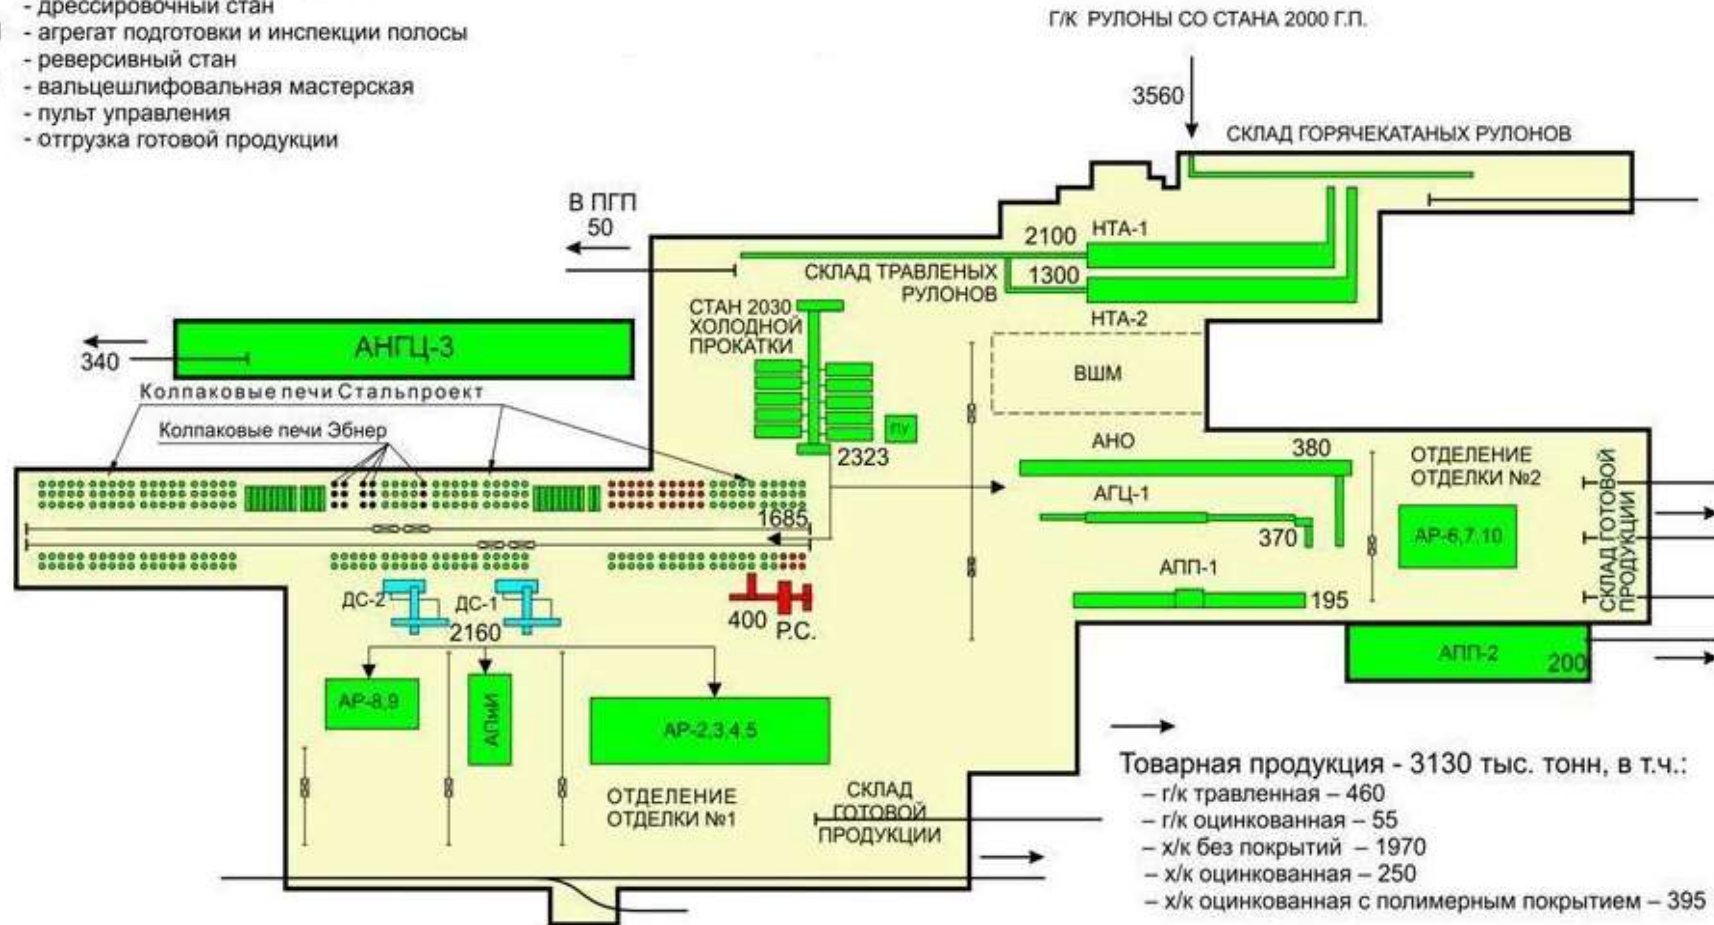 - дрессировочный стан
- агрегат подготовки и инспекции полосы
- реверсивный стан
- вальцешлифовальная мастерская
- пульт управления
- отгрузка готовой продукции
Г/К РУЛОНЫ СО СТАНА 2000 Г.П.
3560
СКЛАД ГОРЯЧЕКАТАНЫХ РУЛОНОВ
В ПГП
50
2100
НТА-1
СКЛАД ТРАВЛЕНЫХ
РУЛОНОВ
1300
НТА-2
СТАН 2030
ХОЛОДНОЙ
ПРОКАТКИ
АНГЦ-3
340
Колпаковые печи Стальпроект
Колпаковые печи Эбнер
ПУ
2323
ВШМ
АНО
380
АГЦ-1
370
АПП-1
195
ОТДЕЛЕНИЕ
ОТДЕЛКИ №2
АР-6,7.10
СКЛАД ГОТОВОЙ
ПРОДУКЦИИ
АПП-2
200
1685
ДС-2
ДС-1
2160
400
Р.С.
АР-8,9
АПиИ
АР-2,3,4.5
ОТДЕЛЕНИЕ
ОТДЕЛКИ №1
СКЛАД
ГОТОВОЙ
ПРОДУКЦИИ
Товарная продукция - 3130 тыс. тонн, в т.ч.:
– г/к травленная – 460
– г/к оцинкованная – 55
– х/к без покрытий – 1970
– х/к оцинкованная – 250
– х/к оцинкованная с полимерным покрытием – 395